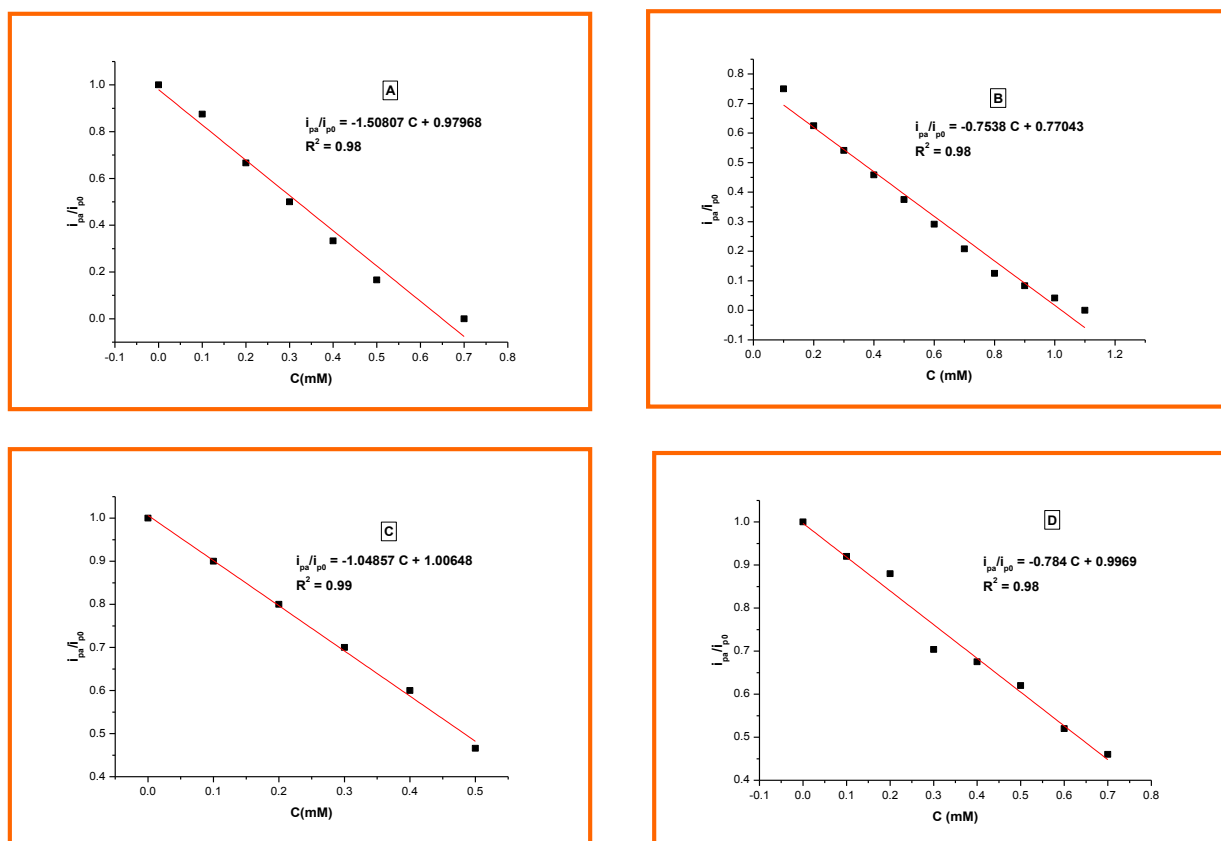 A
i_pa/i_p0 = -1.50807 C + 0.97968
R² = 0.98
i_pa/i_p0
1.0
0.8
0.6
0.4
0.2
0.0
-0.1 0.0 0.1 0.2 0.3 0.4 0.5 0.6 0.7 0.8
C(mM)
B
i_pa/i_p0 = -0.7538 C + 0.77043
R² = 0.98
i_pa/i_p0
0.8
0.7
0.6
0.5
0.4
0.3
0.2
0.1
0.0
-0.1
0.0 0.2 0.4 0.6 0.8 1.0 1.2
C (mM)
C
i_pa/i_p0 = -1.04857 C + 1.00648
R² = 0.99
i_pa/i_p0
1.0
0.9
0.8
0.7
0.6
0.5
0.4
0.0 0.1 0.2 0.3 0.4 0.5
C(mM)
D
i_pa/i_p0 = -0.784 C + 0.9969
R² = 0.98
i_pa/i_p0
1.0
0.9
0.8
0.7
0.6
0.5
0.4
-0.1 0.0 0.1 0.2 0.3 0.4 0.5 0.6 0.7 0.8
C (mM)